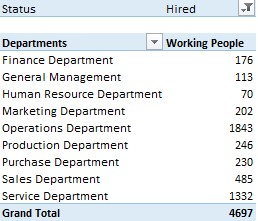 Status Hired
Departments Working People
Finance Department 176
General Management 113
Human Resource Department 70
Marketing Department 202
Operations Department 1843
Production Department 246
Purchase Department 230
Sales Department 485
Service Department 1332
Grand Total 4697